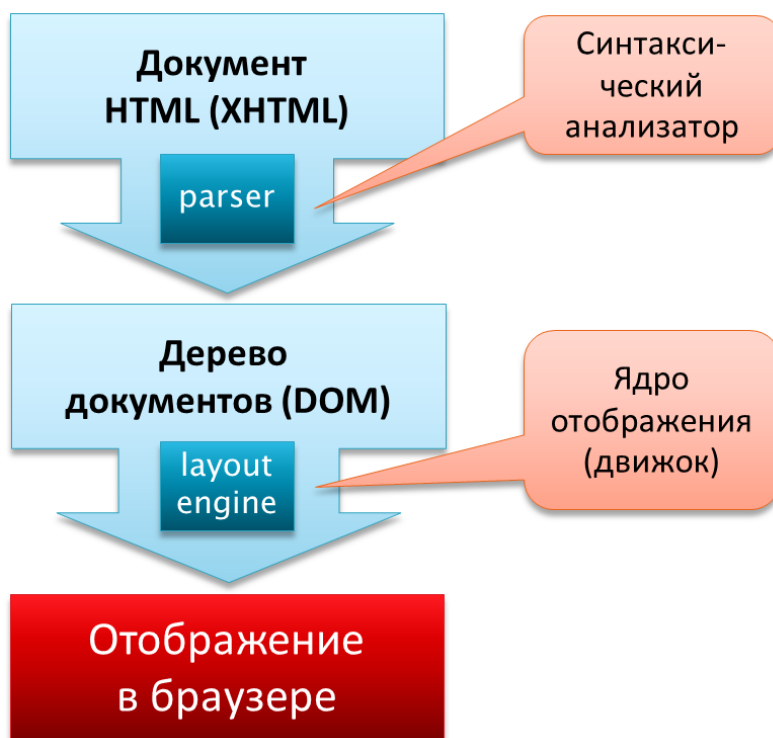 Документ
HTML (XHTML)
Синтакси-
ческий
анализатор
parser
Дерево
документов (DOM)
Ядро
отображения
(движок)
layout
engine
Отображение
в браузере